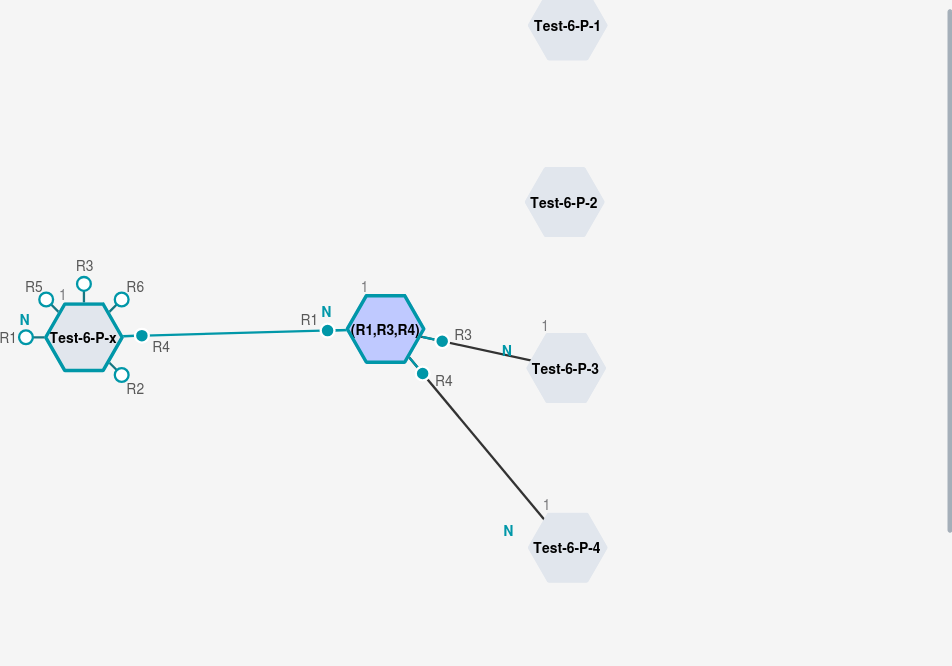 Test-6-P-1
Test-6-P-2
R3
R5
1
R6
N
R1
Test-6-P-x
R4
R2
1
N
R1
(R1,R3,R4)
R3
R4
1
N
Test-6-P-3
1
N
Test-6-P-4